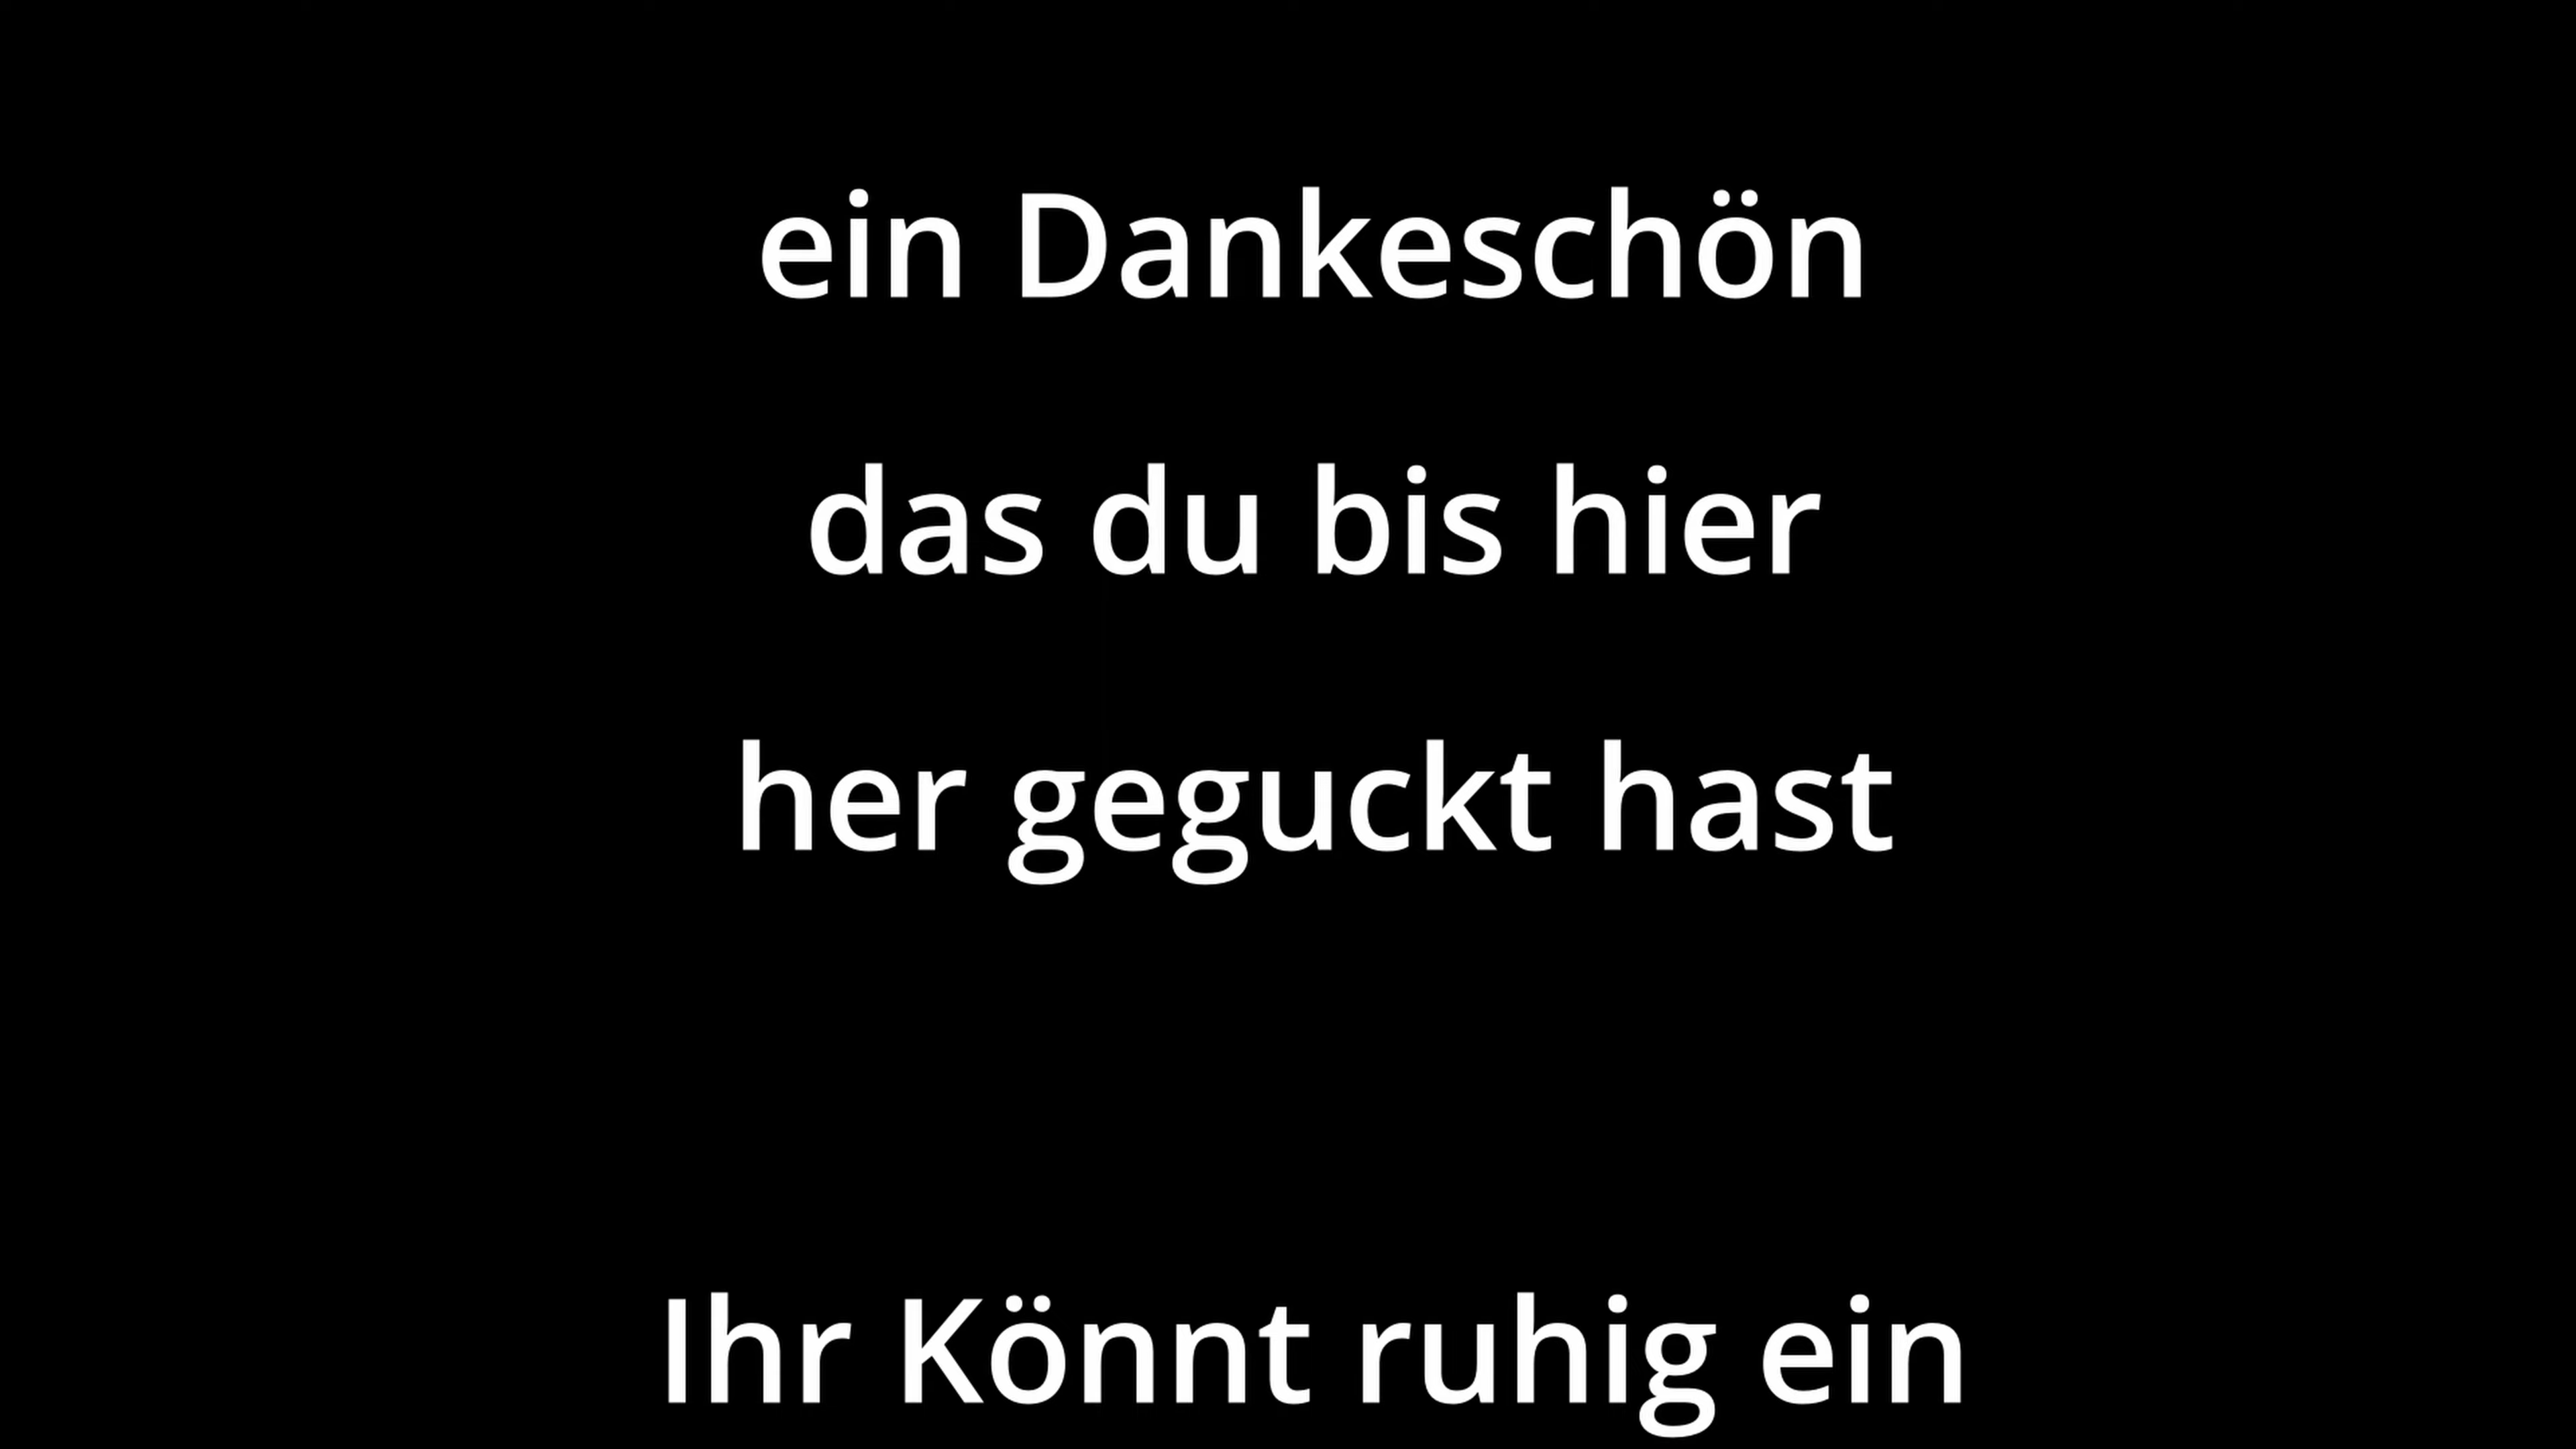 ein Dankeschön
das du bis hier
her geguckt hast
Ihr Könnt ruhig ein